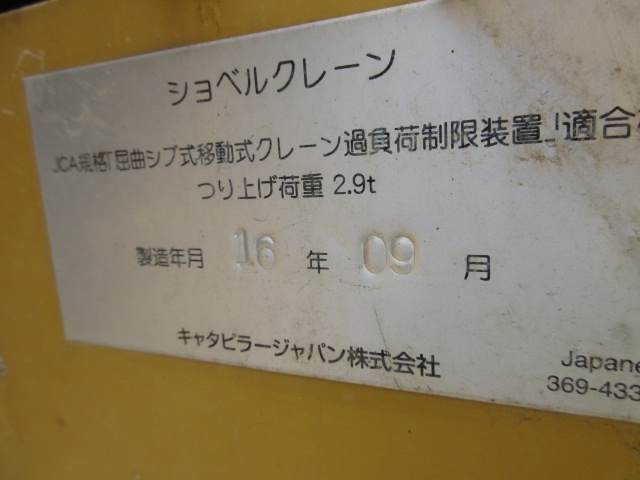 ショベルクレーン
JCA規格「屈曲ジブ式移動式クレーン過負荷制限装置」適合
つり上げ荷重 2.9t
製造年月 16 年 09 月
キャタピラージャパン株式会社
Japane
369-433